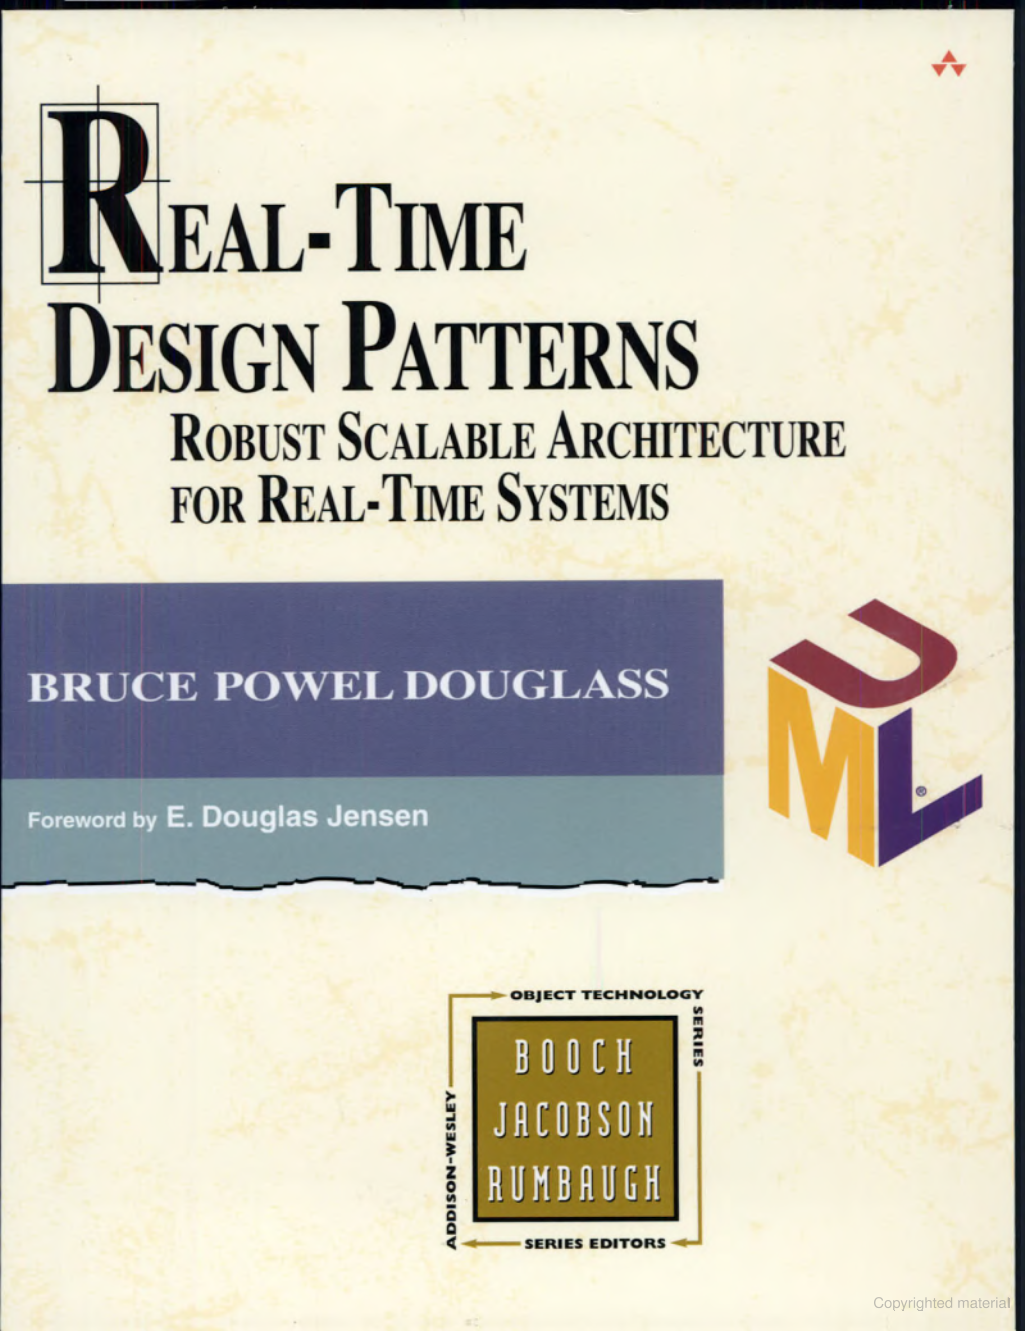 REAL-TIME
DESIGN PATTERNS
ROBUST SCALABLE ARCHITECTURE
FOR REAL-TIME SYSTEMS
BRUCE POWEL DOUGLASS
Foreword by E. Douglas Jensen
UML®
OBJECT TECHNOLOGY
SERIES
BOOCH
JACOBSON
RUMBAUGH
ADDISON-WESLEY
SERIES EDITORS
Copyrighted material